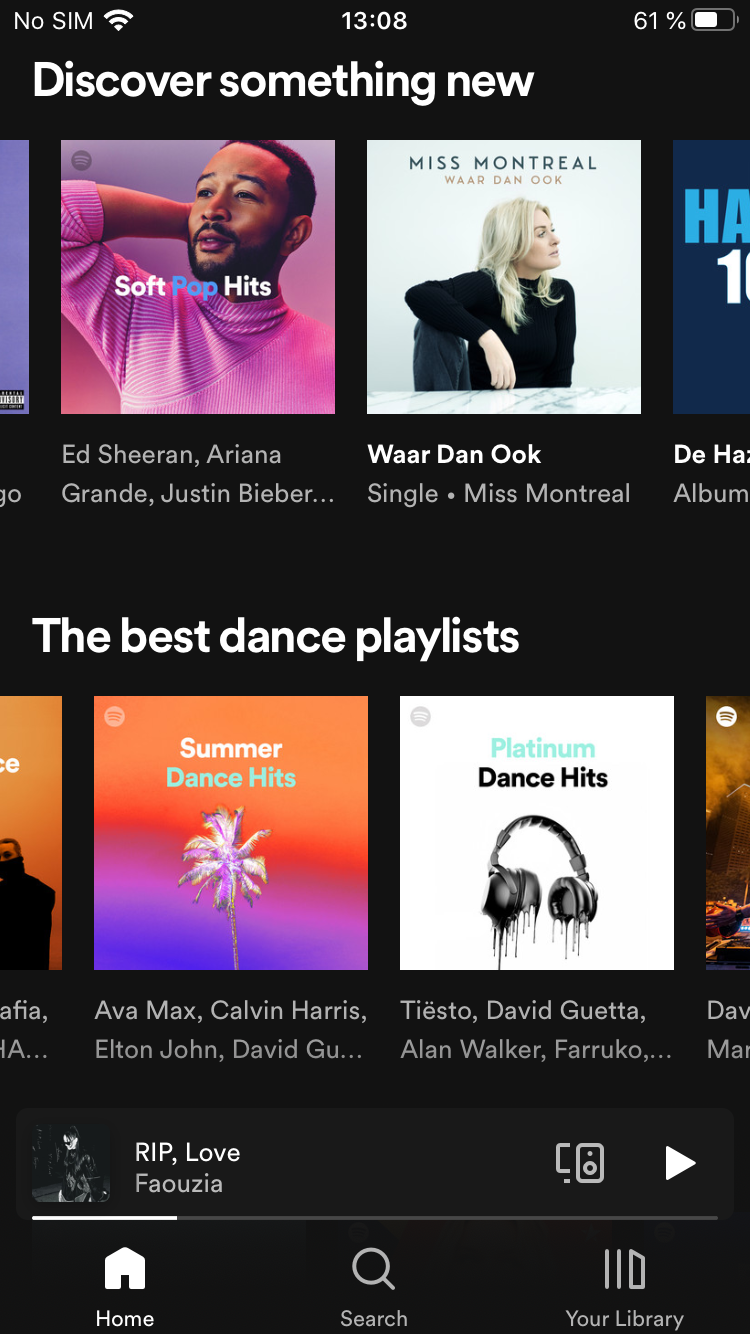 No SIM 13:08 61 %
Discover something new
Soft Pop Hits
MISS MONTREAL
WAAR DAN OOK
HA
10
go
Ed Sheeran, Ariana
Grande, Justin Bieber...
Waar Dan Ook
Single • Miss Montreal
De Haz
Album
The best dance playlists
ce
Summer
Dance Hits
Platinum
Dance Hits
afia,
HA...
Ava Max, Calvin Harris,
Elton John, David Gu...
Tiësto, David Guetta,
Alan Walker, Farruko,...
Dav
Mar
RIP, Love
Faouzia
Home
Search
Your Library